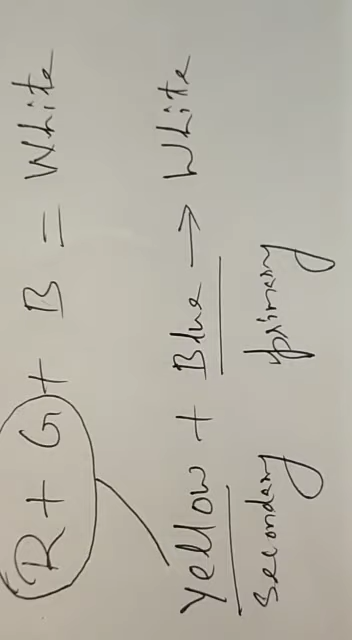 R + G + B = White
Yellow + Blue → White
Secondary primary